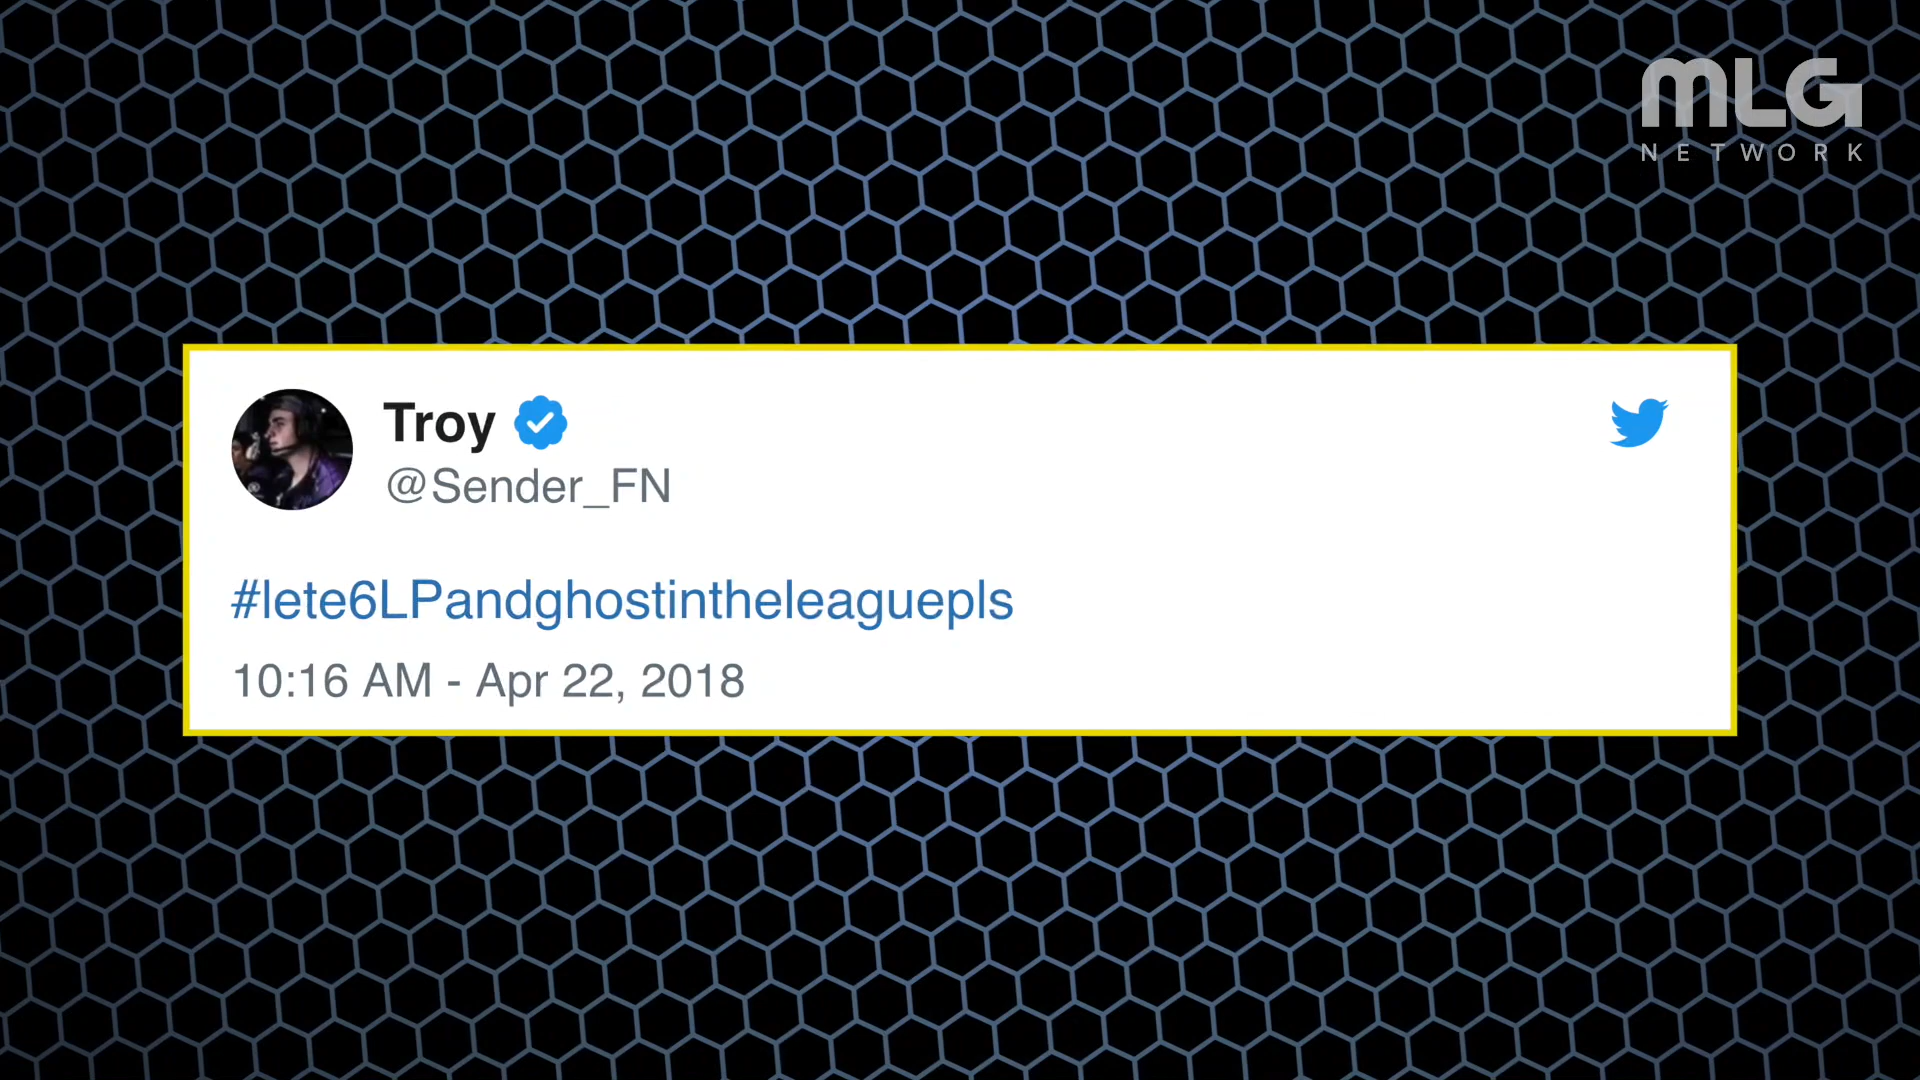 MLG
NETWORK
Troy
@Sender_FN
#lete6LPandghostintheleaguepls
10:16 AM - Apr 22, 2018